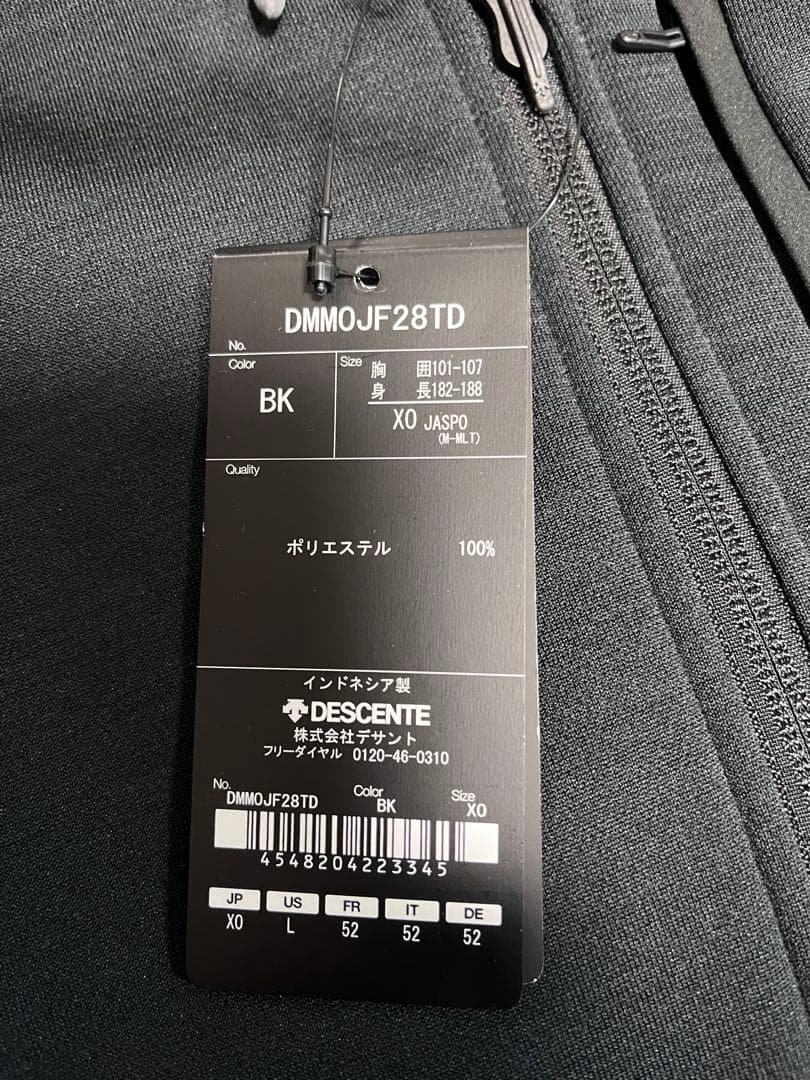 DMMOJF28TD
No.
Color
BK
Size
胸 囲101-107
身 長182-188
XO JASPO
(M-MLT)
Quality
ポリエステル 100%
インドネシア製
DESCENTE
株式会社デサント
フリーダイヤル 0120-46-0310
No. Color Size
DMMOJF28TD BK XO
4548204223345
JP US FR IT DE
XO L 52 52 52